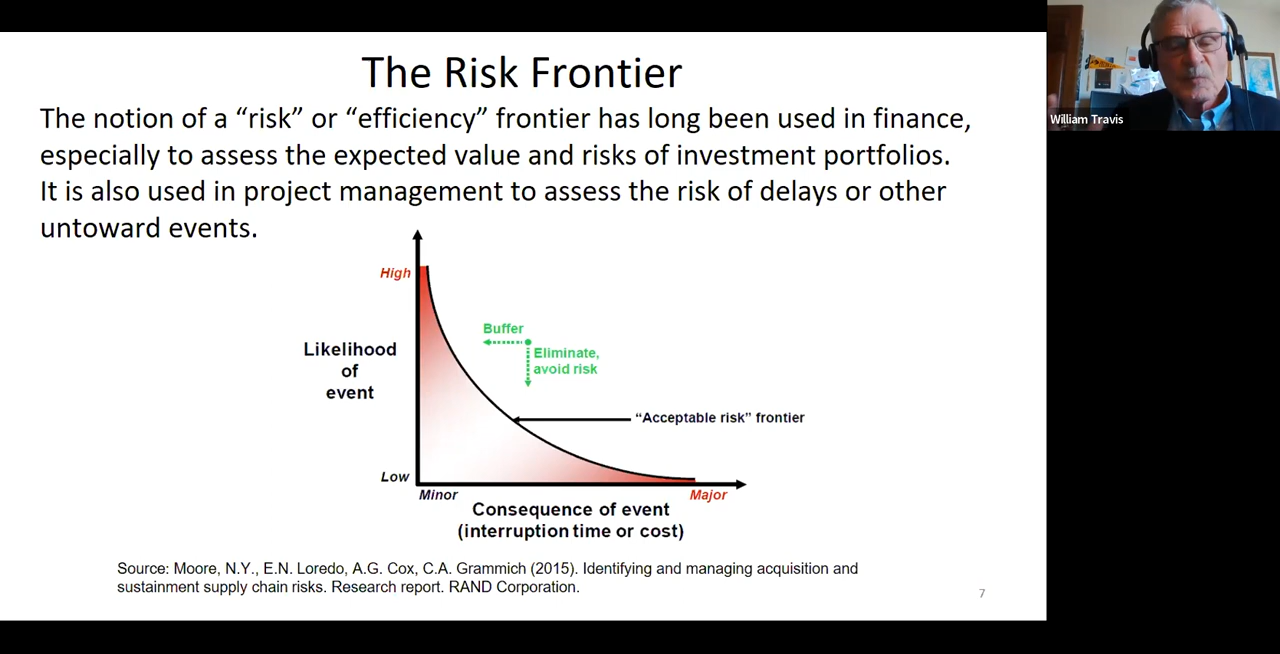 The Risk Frontier
The notion of a “risk” or “efficiency” frontier has long been used in finance,
especially to assess the expected value and risks of investment portfolios.
It is also used in project management to assess the risk of delays or other
untoward events.
High
Likelihood
of
event
Low
Buffer
Eliminate,
avoid risk
“Acceptable risk” frontier
Minor
Major
Consequence of event
(interruption time or cost)
Source: Moore, N.Y., E.N. Loredo, A.G. Cox, C.A. Grammich (2015). Identifying and managing acquisition and
sustainment supply chain risks. Research report. RAND Corporation.
7
William Travis